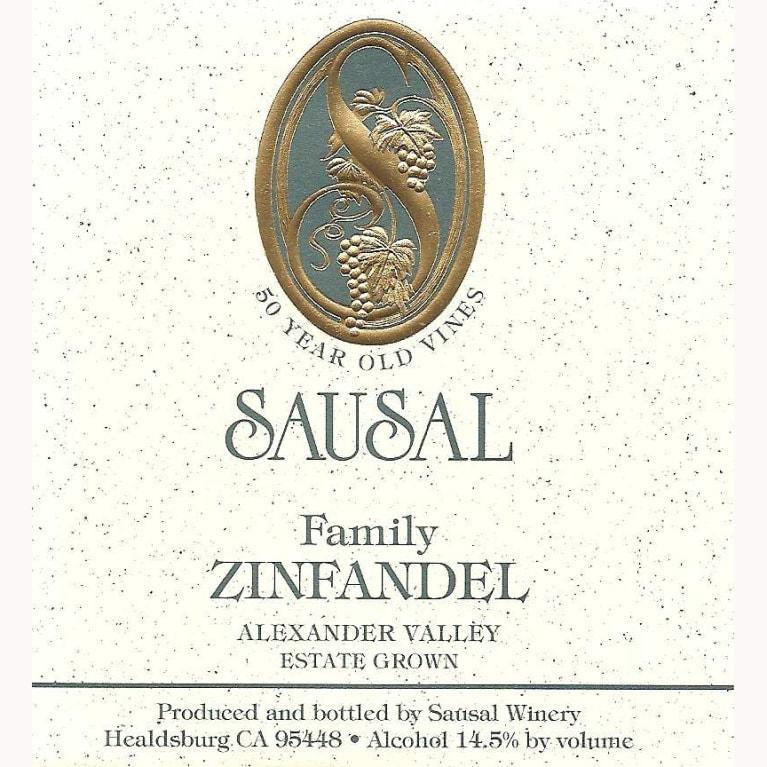 50 YEAR OLD VINES
SAUSAL
Family
ZINFANDEL
ALEXANDER VALLEY
ESTATE GROWN
Produced and bottled by Sausal Winery
Healdsburg CA 95448 • Alcohol 14.5% by volume